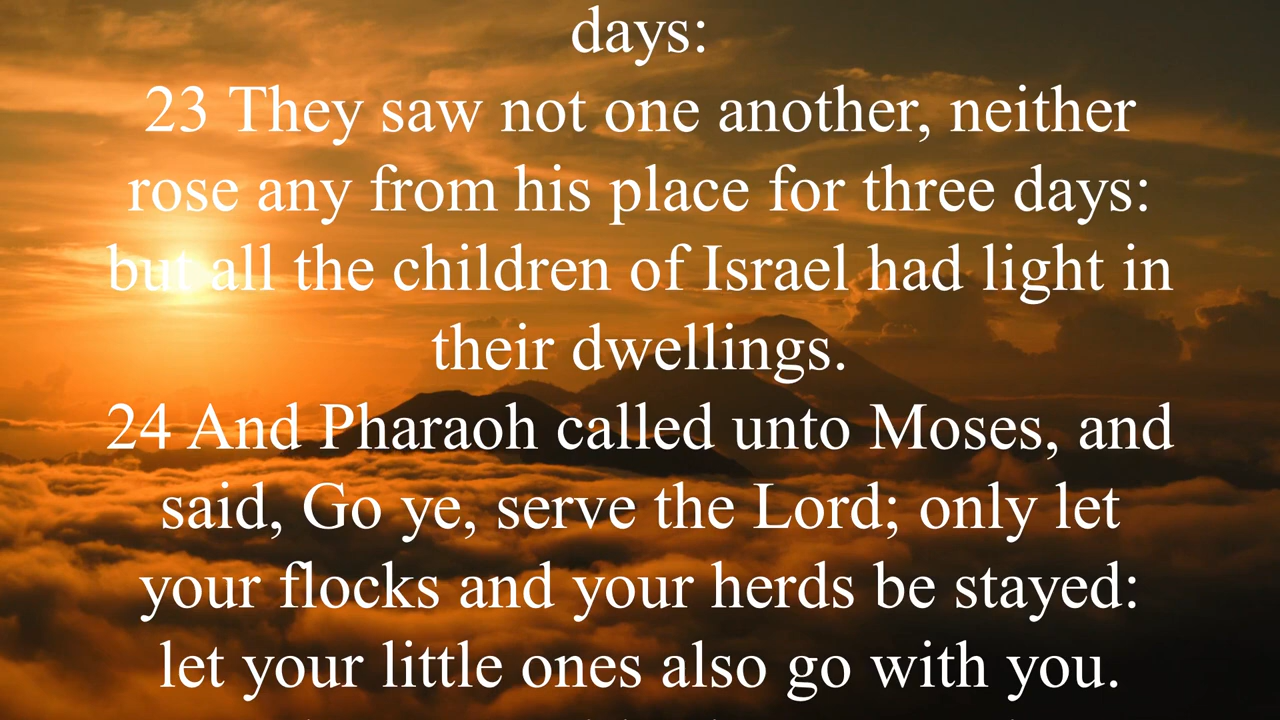 days:
23 They saw not one another, neither
rose any from his place for three days:
but all the children of Israel had light in
their dwellings.
24 And Pharaoh called unto Moses, and
said, Go ye, serve the Lord; only let
your flocks and your herds be stayed:
let your little ones also go with you.